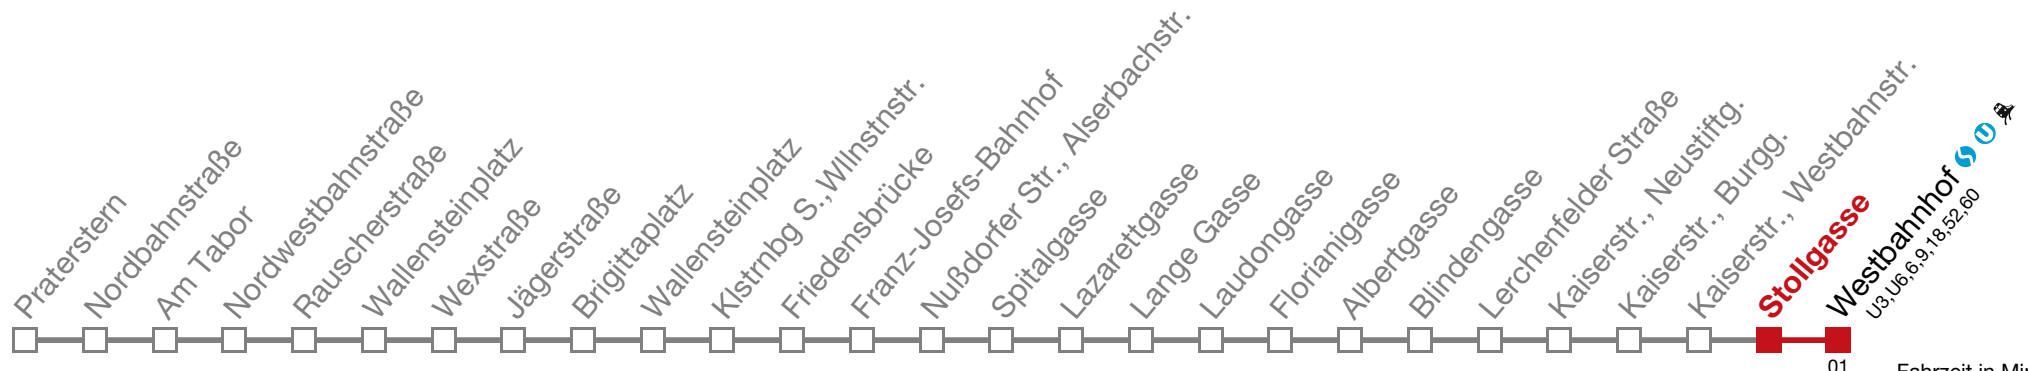 Praterstern
Nordbahnstraße
Am Tabor
Nordwestbahnstraße
Rauscherstraße
Wallensteinplatz
Wexstraße
Jägerstraße
Brigittaplatz
Wallensteinplatz
Klstrnbg S., Wllnstnstr.
Friedensbrücke
Franz-Josefs-Bahnhof
Nußdorfer Str., Alserbachstr.
Spitalgasse
Lazarettgasse
Lange Gasse
Laudongasse
Florianigasse
Albertgasse
Blindengasse
Lerchenfelder Straße
Kaiserstr., Neustiftg.
Kaiserstr., Burgg.
Kaiserstr., Westbahnstr.
Stollgasse
Westbahnhof S U
U3,U6,6,9,18,52,60
01
Fahrzeit in